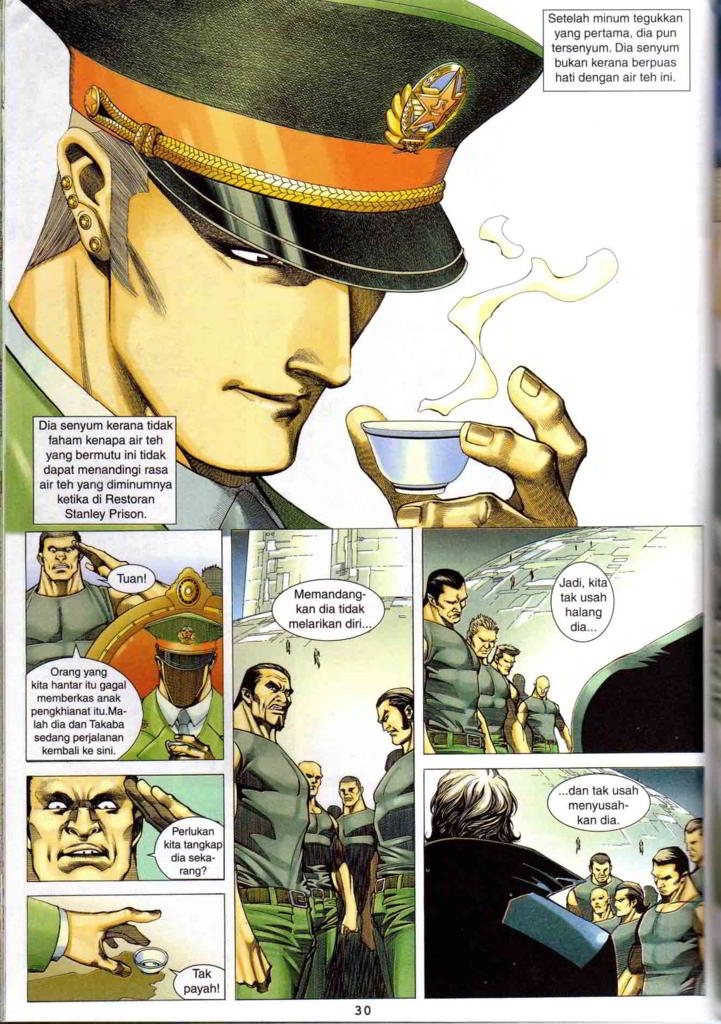 Setelah minum tegukkan
yang pertama, dia pun
tersenyum. Dia senyum
bukan kerana berpuas
hati dengan air teh ini.
Dia senyum kerana tidak
faham kenapa air teh
yang bermutu ini tidak
dapat menandingi rasa
air teh yang diminumnya
ketika di Restoran
Stanley Prison.
Tuan!
Orang yang
kita hantar itu gagal
memberkas anak
pengkhianat itu.Ma-
lah dia dan Takaba
sedang perjalanan
kembali ke sini.
Perlukan
kita tangkap
dia seka-
rang?
Tak
payah!
Memandang-
kan dia tidak
melarikan diri...
Jadi, kita
tak usah
halang
dia...
...dan tak usah
menyusah-
kan dia.
30